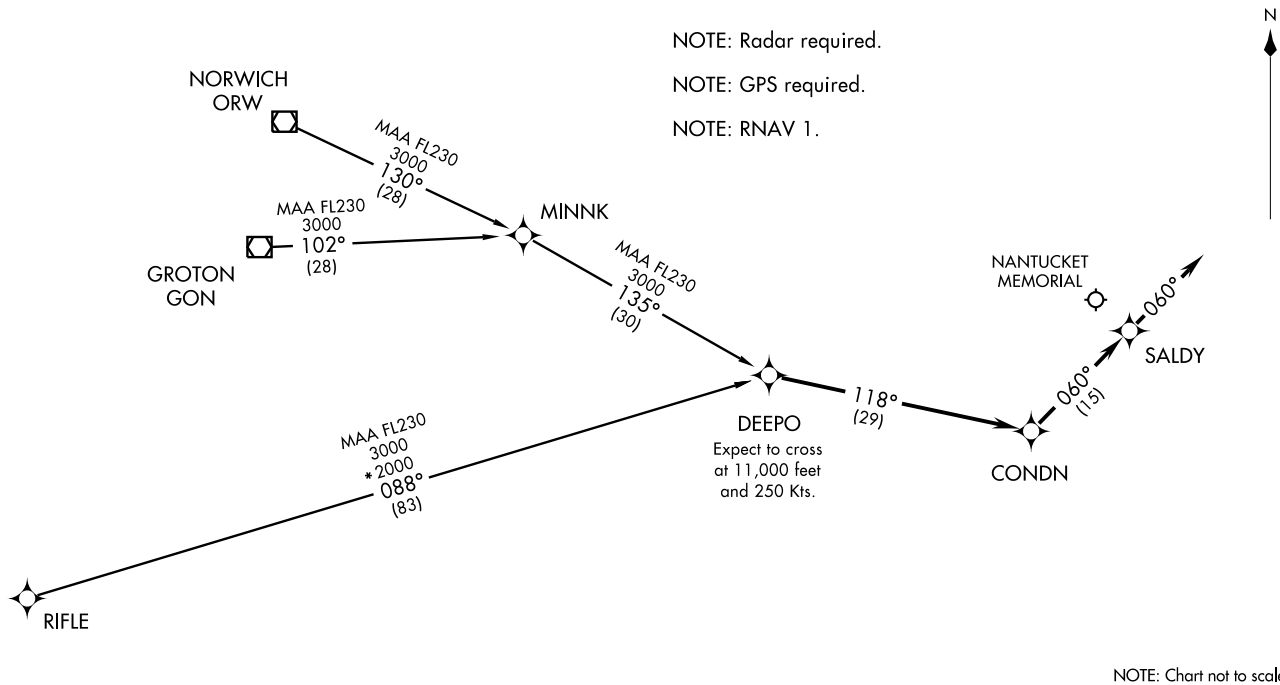 N
NOTE: Radar required.
NOTE: GPS required.
NOTE: RNAV 1.
NORWICH
ORW
MAA FL230
3000
130°
(28)
MINNK
MAA FL230
3000
102°
(28)
GROTON
GON
MAA FL230
3000
135°
(30)
NANTUCKET
MEMORIAL
060°
SALDY
060°
(15)
118°
(29)
DEEPO
Expect to cross
at 11,000 feet
and 250 Kts.
CONDN
MAA FL230
3000
*2000
088°
(83)
RIFLE
NOTE: Chart not to scale